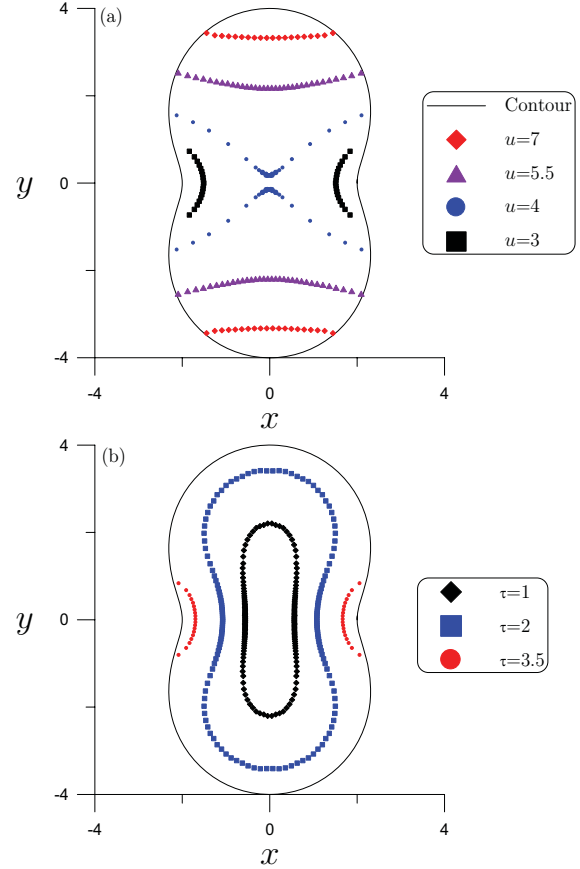 (a)
4
y
0
-4
-4
0
4
x
Contour
u=7
u=5.5
u=4
u=3
(b)
4
y
0
-4
-4
0
4
x
τ=1
τ=2
τ=3.5